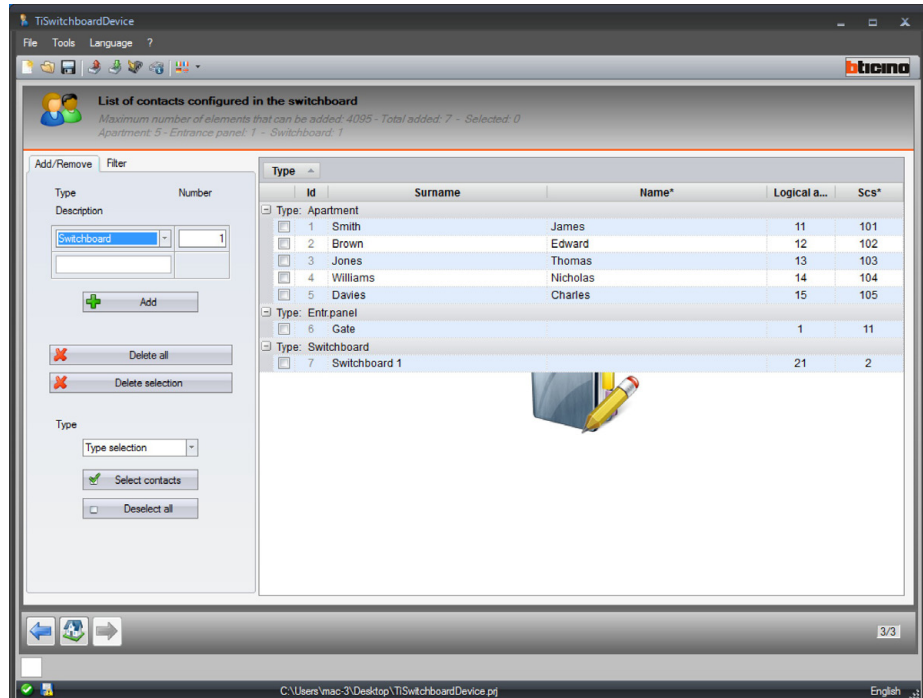 TiSwitchboardDevice
File Tools Language ?
bticino
List of contacts configured in the switchboard
Maximum number of elements that can be added: 4095 - Total added: 7 - Selected: 0
Apartment: 5 - Entrance panel: 1 - Switchboard: 1
Add/Remove Filter
Type Number
Description
Switchboard 1
Add
Delete all
Delete selection
Type
Type selection
Select contacts
Deselect all
Type
Id Surname Name* Logical a... Scs*
Type: Apartment
1 Smith James 11 101
2 Brown Edward 12 102
3 Jones Thomas 13 103
4 Williams Nicholas 14 104
5 Davies Charles 15 105
Type: Entr.panel
6 Gate 1 11
Type: Switchboard
7 Switchboard 1 21 2
3/3
C:\Users\mac-3\Desktop\TiSwitchboardDevice.prj English